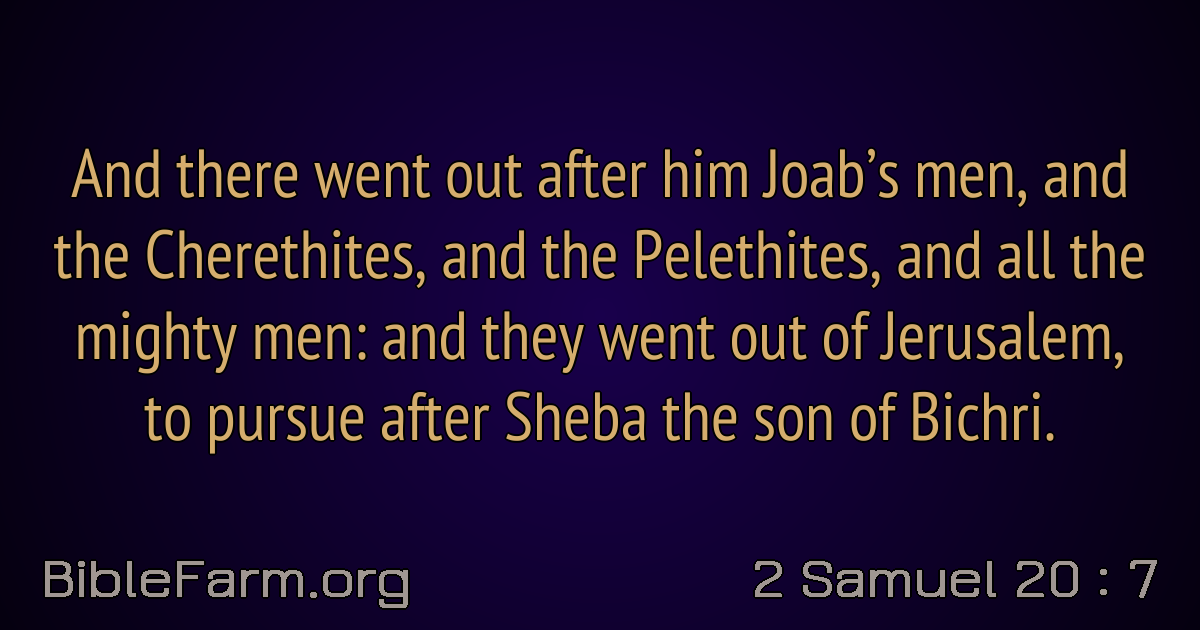 And there went out after him Joab’s men, and
the Cherethites, and the Pelethites, and all the
mighty men: and they went out of Jerusalem,
to pursue after Sheba the son of Bichri.
BibleFarm.org
2 Samuel 20 : 7